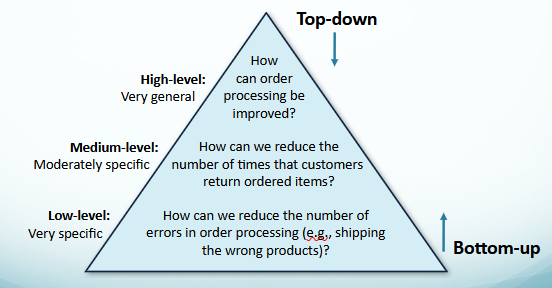 Top-down
How
can order
processing be
improved?
High-level:
Very general
How can we reduce the
number of times that customers
return ordered items?
Medium-level:
Moderately specific
How can we reduce the number of
errors in order processing (e.g., shipping
the wrong products)?
Low-level:
Very specific
Bottom-up